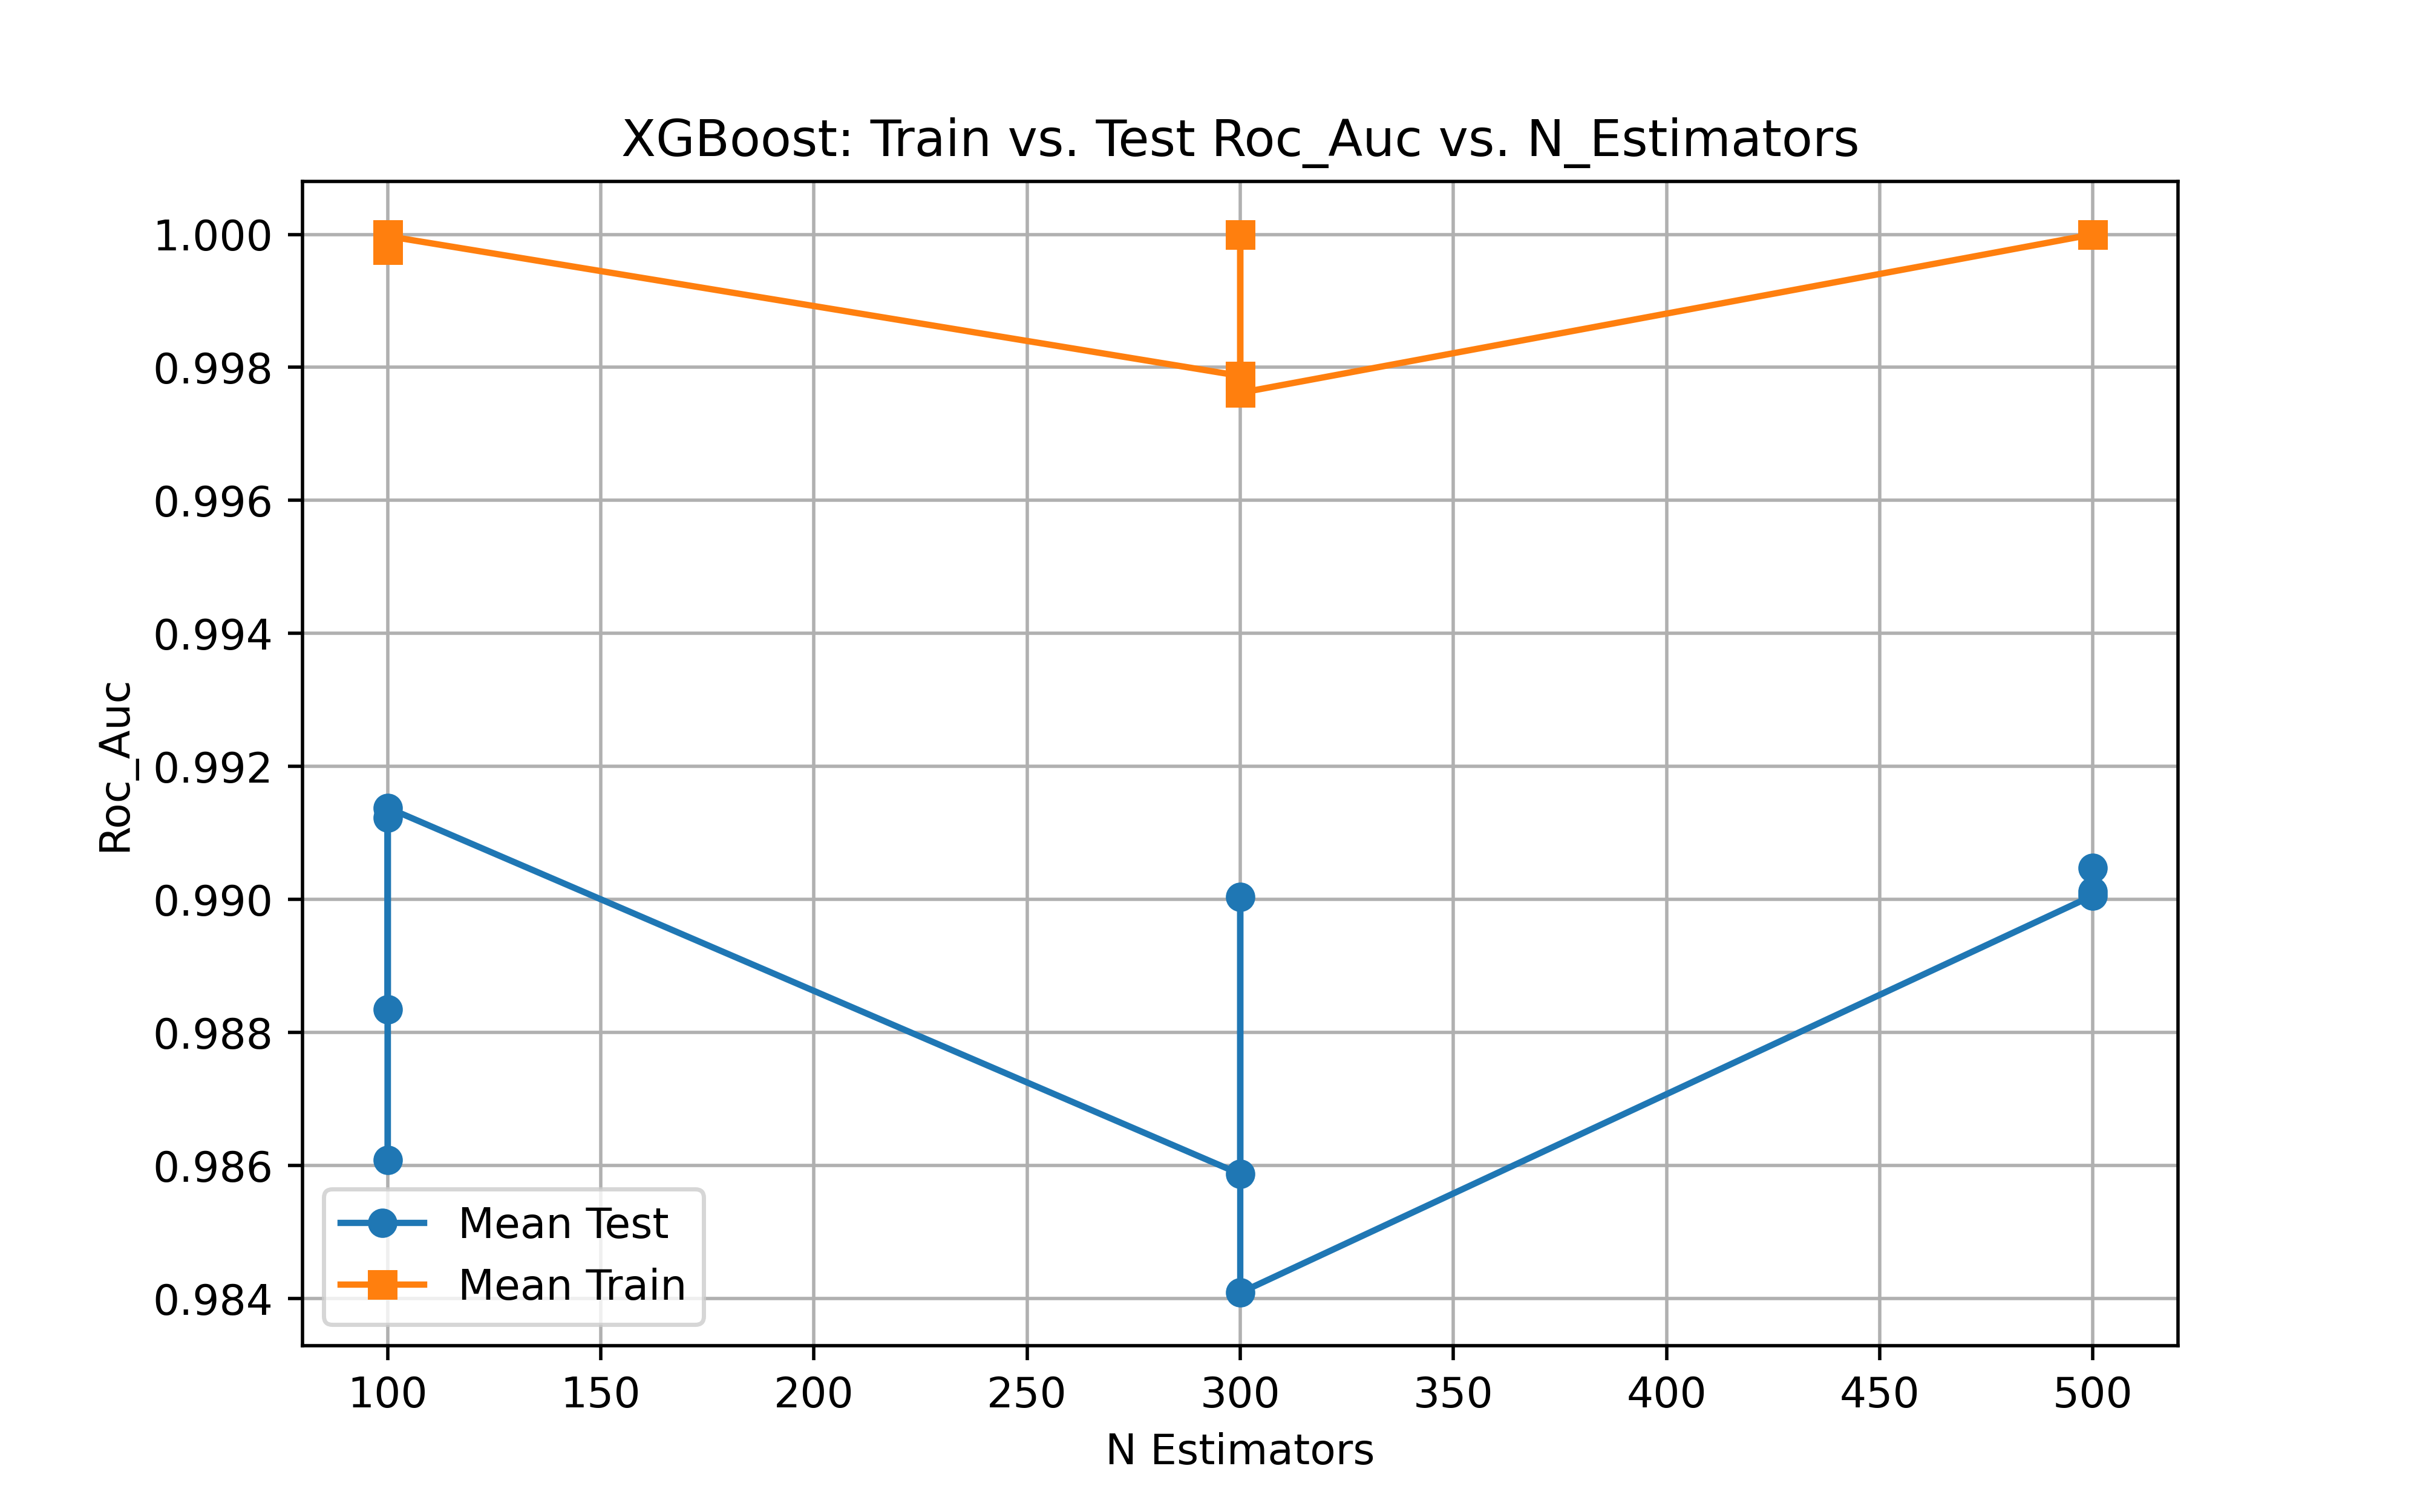 XGBoost: Train vs. Test Roc_Auc vs. N_Estimators
Roc_Auc
1.000
0.998
0.996
0.994
0.992
0.990
0.988
0.986
0.984
Mean Test
Mean Train
100 150 200 250 300 350 400 450 500
N Estimators